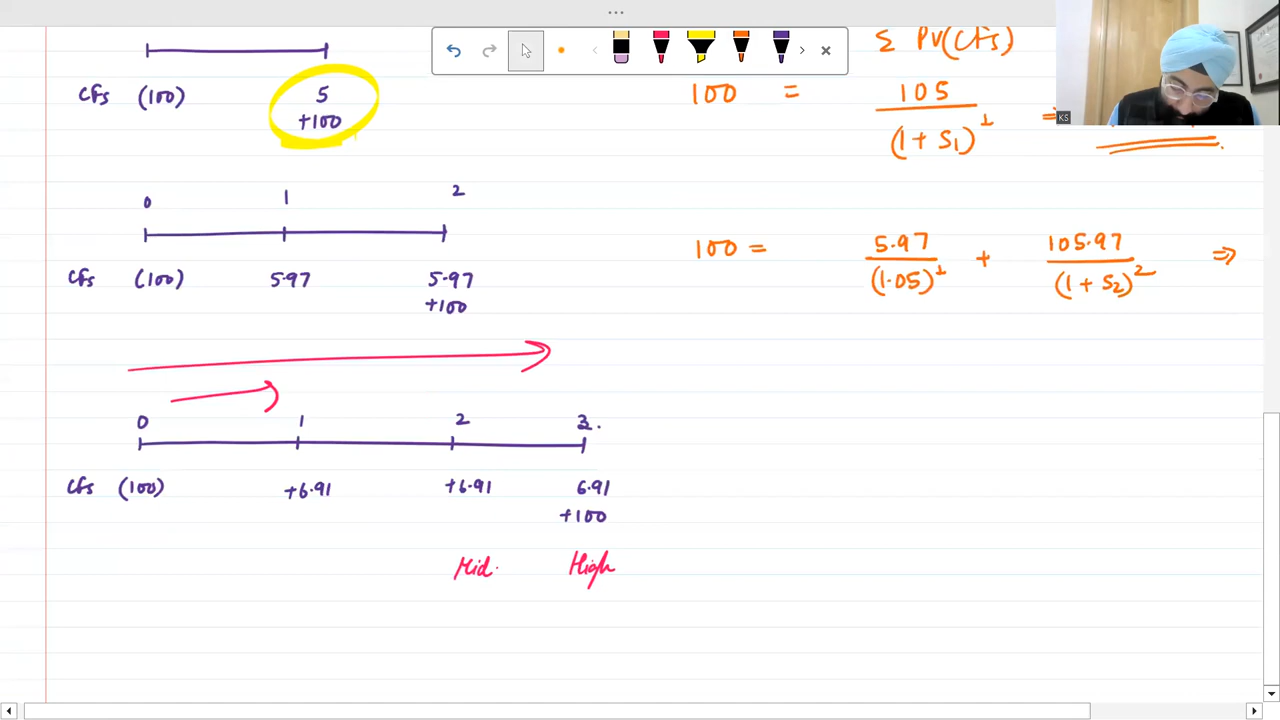 Σ PV(CFs)
CFs (100) 5
+100
100 = 105 / (1 + S₁)¹ ⇒
KS
0 1 2
CFs (100) 5.97 5.97
+100
100 = 5.97 / (1.05)¹ + 105.97 / (1 + S₂)² ⇒
0 1 2 3.
CFs (100) +6.91 +6.91 6.91
+100
Mid. High